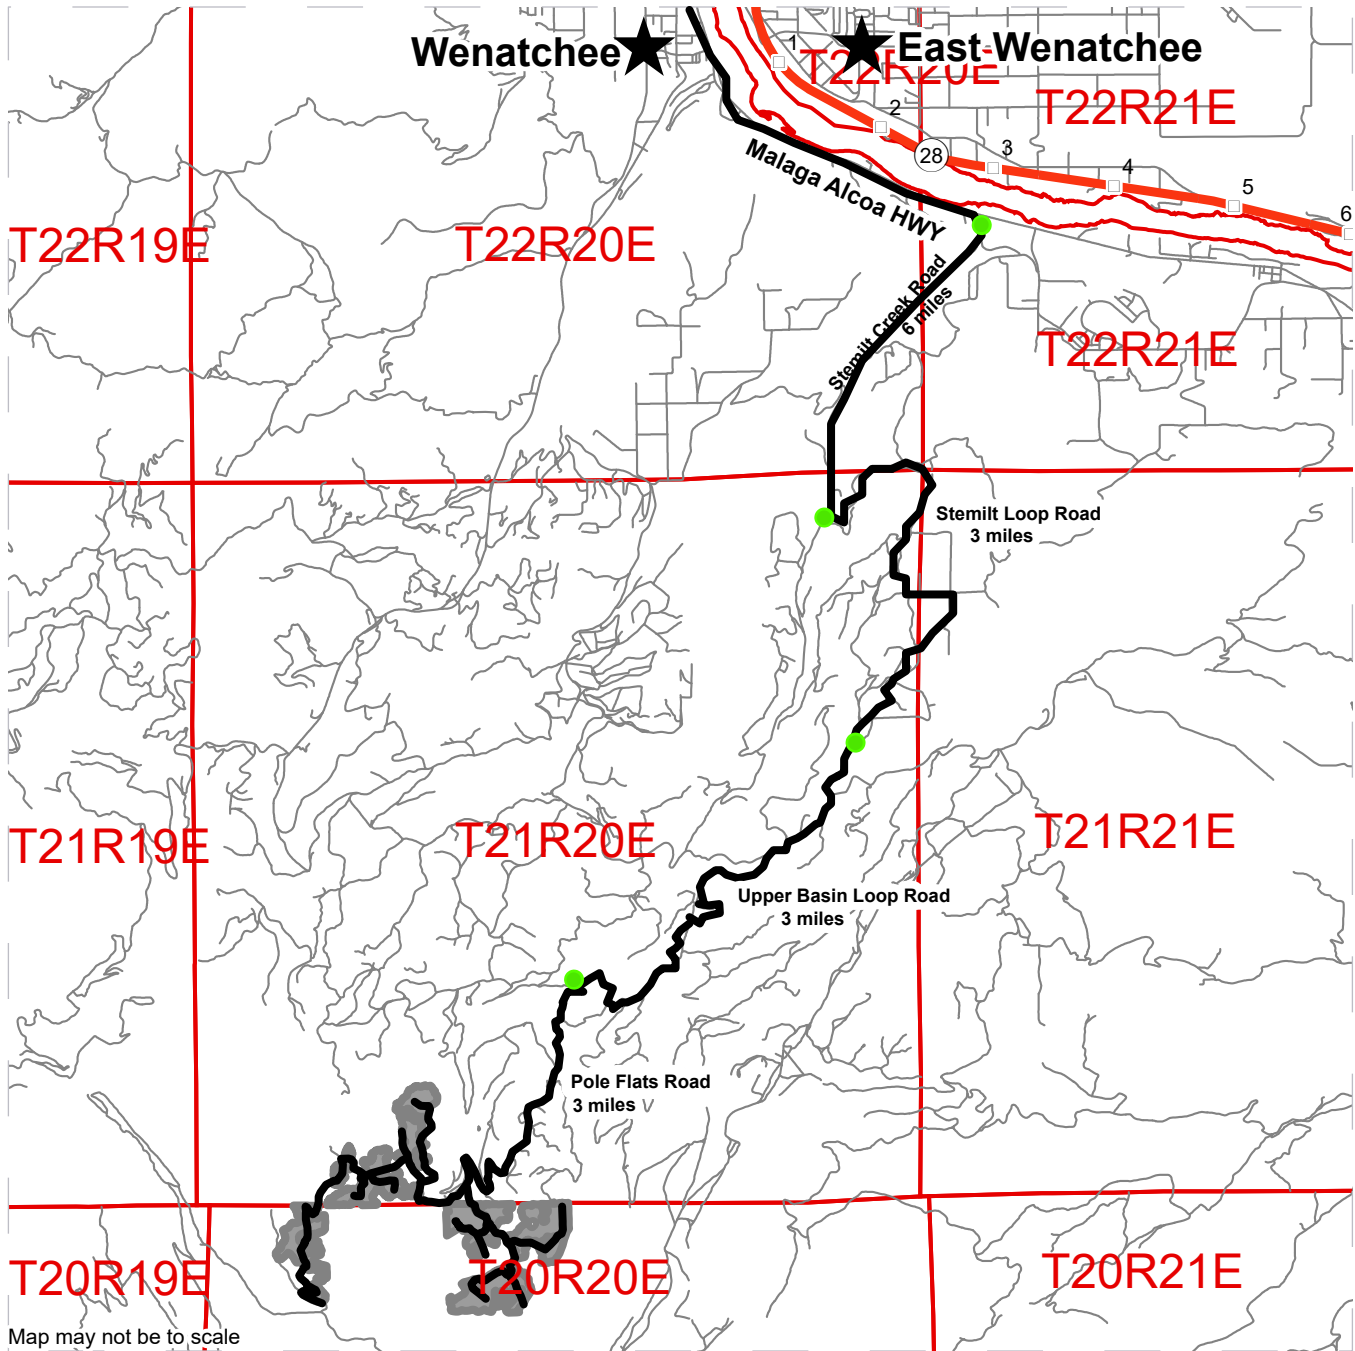 Wenatchee
East Wenatchee
1
T22R20E
T22R21E
2
28
3
4
5
6
Malaga Alcoa HWY
T22R19E
T22R20E
Stemilt Creek Road
6 miles
T22R21E
Stemilt Loop Road
3 miles
T21R19E
T21R20E
T21R21E
Upper Basin Loop Road
3 miles
Pole Flats Road
3 miles
T20R19E
T20R20E
T20R21E
Map may not be to scale